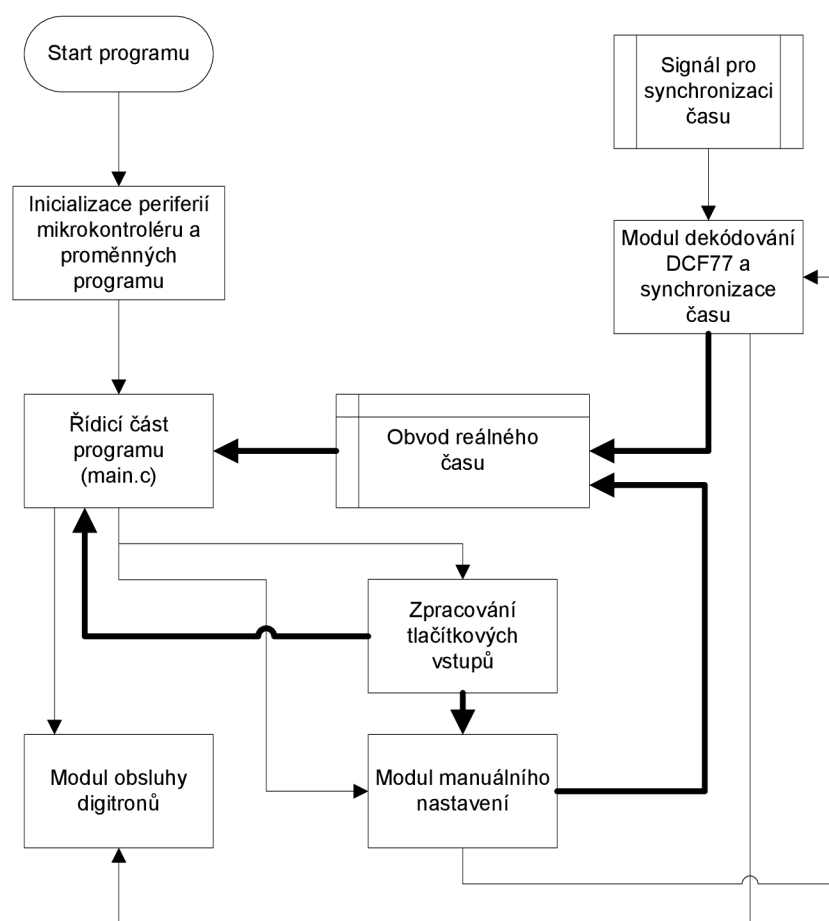 Start programu
Signál pro
synchronizaci
času
Inicializace periferií
mikrokontroléru a
proměnných
programu
Modul dekódování
DCF77 a
synchronizace
času
Řídicí část
programu
(main.c)
Obvod reálného
času
Zpracování
tlačítkových
vstupů
Modul obsluhy
digitronů
Modul manuálního
nastavení